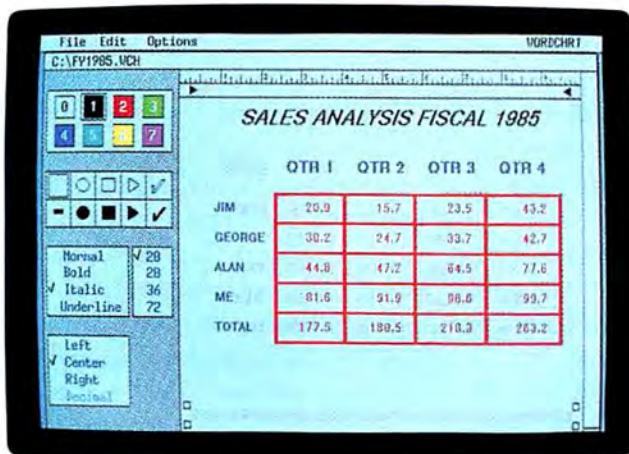 File Edit Options WORDCHRT
C:\FY1985.WCH
0 1 2 3
4 5 6 7
SALES ANALYSIS FISCAL 1985
QTR 1 QTR 2 QTR 3 QTR 4
JIM 20.9 15.7 23.5 43.2
GEORGE 30.2 24.7 33.7 42.7
ALAN 44.8 47.2 64.5 77.6
ME 81.6 91.9 96.6 99.7
TOTAL 177.5 180.5 218.3 263.2
Normal 20
Bold 28
Italic 36
Underline 72
Left
Center
Right
Decimal